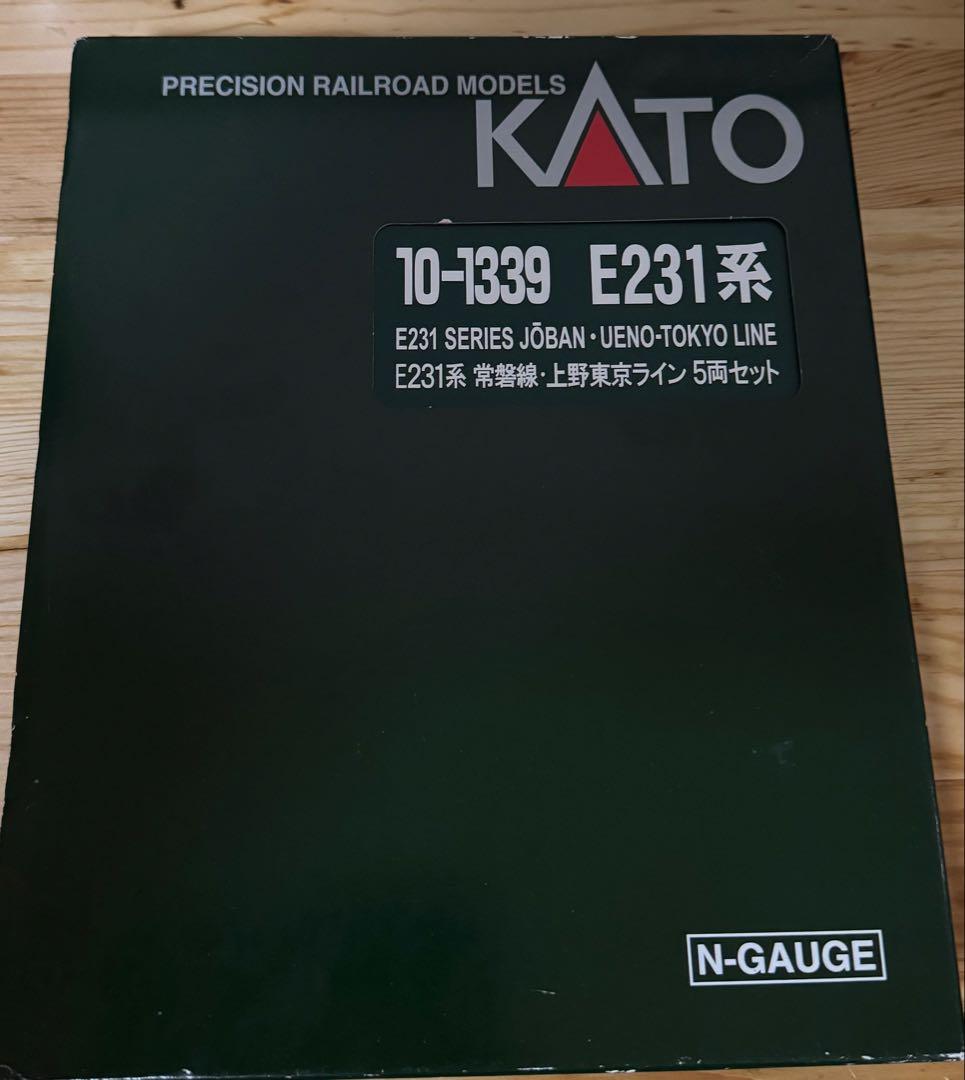 PRECISION RAILROAD MODELS
KATO
10-1339 E231系
E231 SERIES JŌBAN・UENO-TOKYO LINE
E231系 常磐線・上野東京ライン 5両セット
N-GAUGE